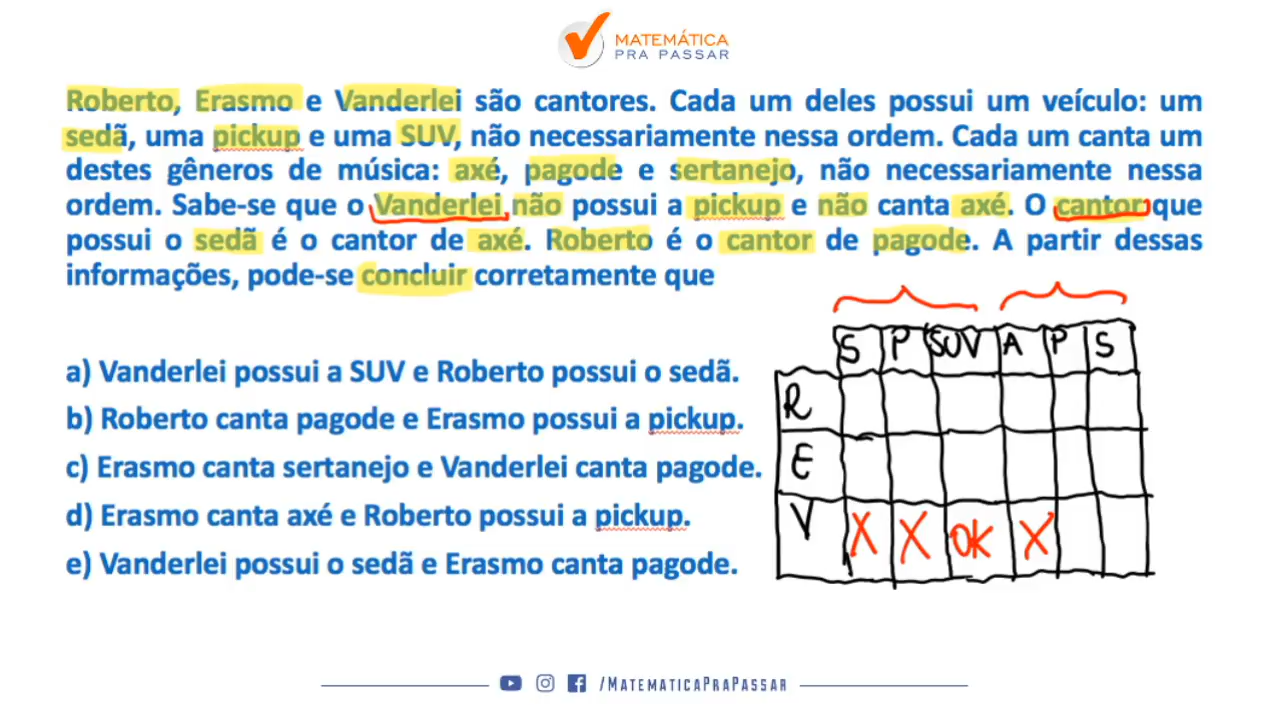 MATEMÁTICA
PRA PASSAR
Roberto, Erasmo e Vanderlei são cantores. Cada um deles possui um veículo: um
sedã, uma pickup e uma SUV, não necessariamente nessa ordem. Cada um canta um
destes gêneros de música: axé, pagode e sertanejo, não necessariamente nessa
ordem. Sabe-se que o Vanderlei não possui a pickup e não canta axé. O cantor que
possui o sedã é o cantor de axé. Roberto é o cantor de pagode. A partir dessas
informações, pode-se concluir corretamente que
a) Vanderlei possui a SUV e Roberto possui o sedã.
b) Roberto canta pagode e Erasmo possui a pickup.
c) Erasmo canta sertanejo e Vanderlei canta pagode.
d) Erasmo canta axé e Roberto possui a pickup.
e) Vanderlei possui o sedã e Erasmo canta pagode.
S P SUV A P S
R
E
V X X OK X
/MATEMATICAPRAPASSAR